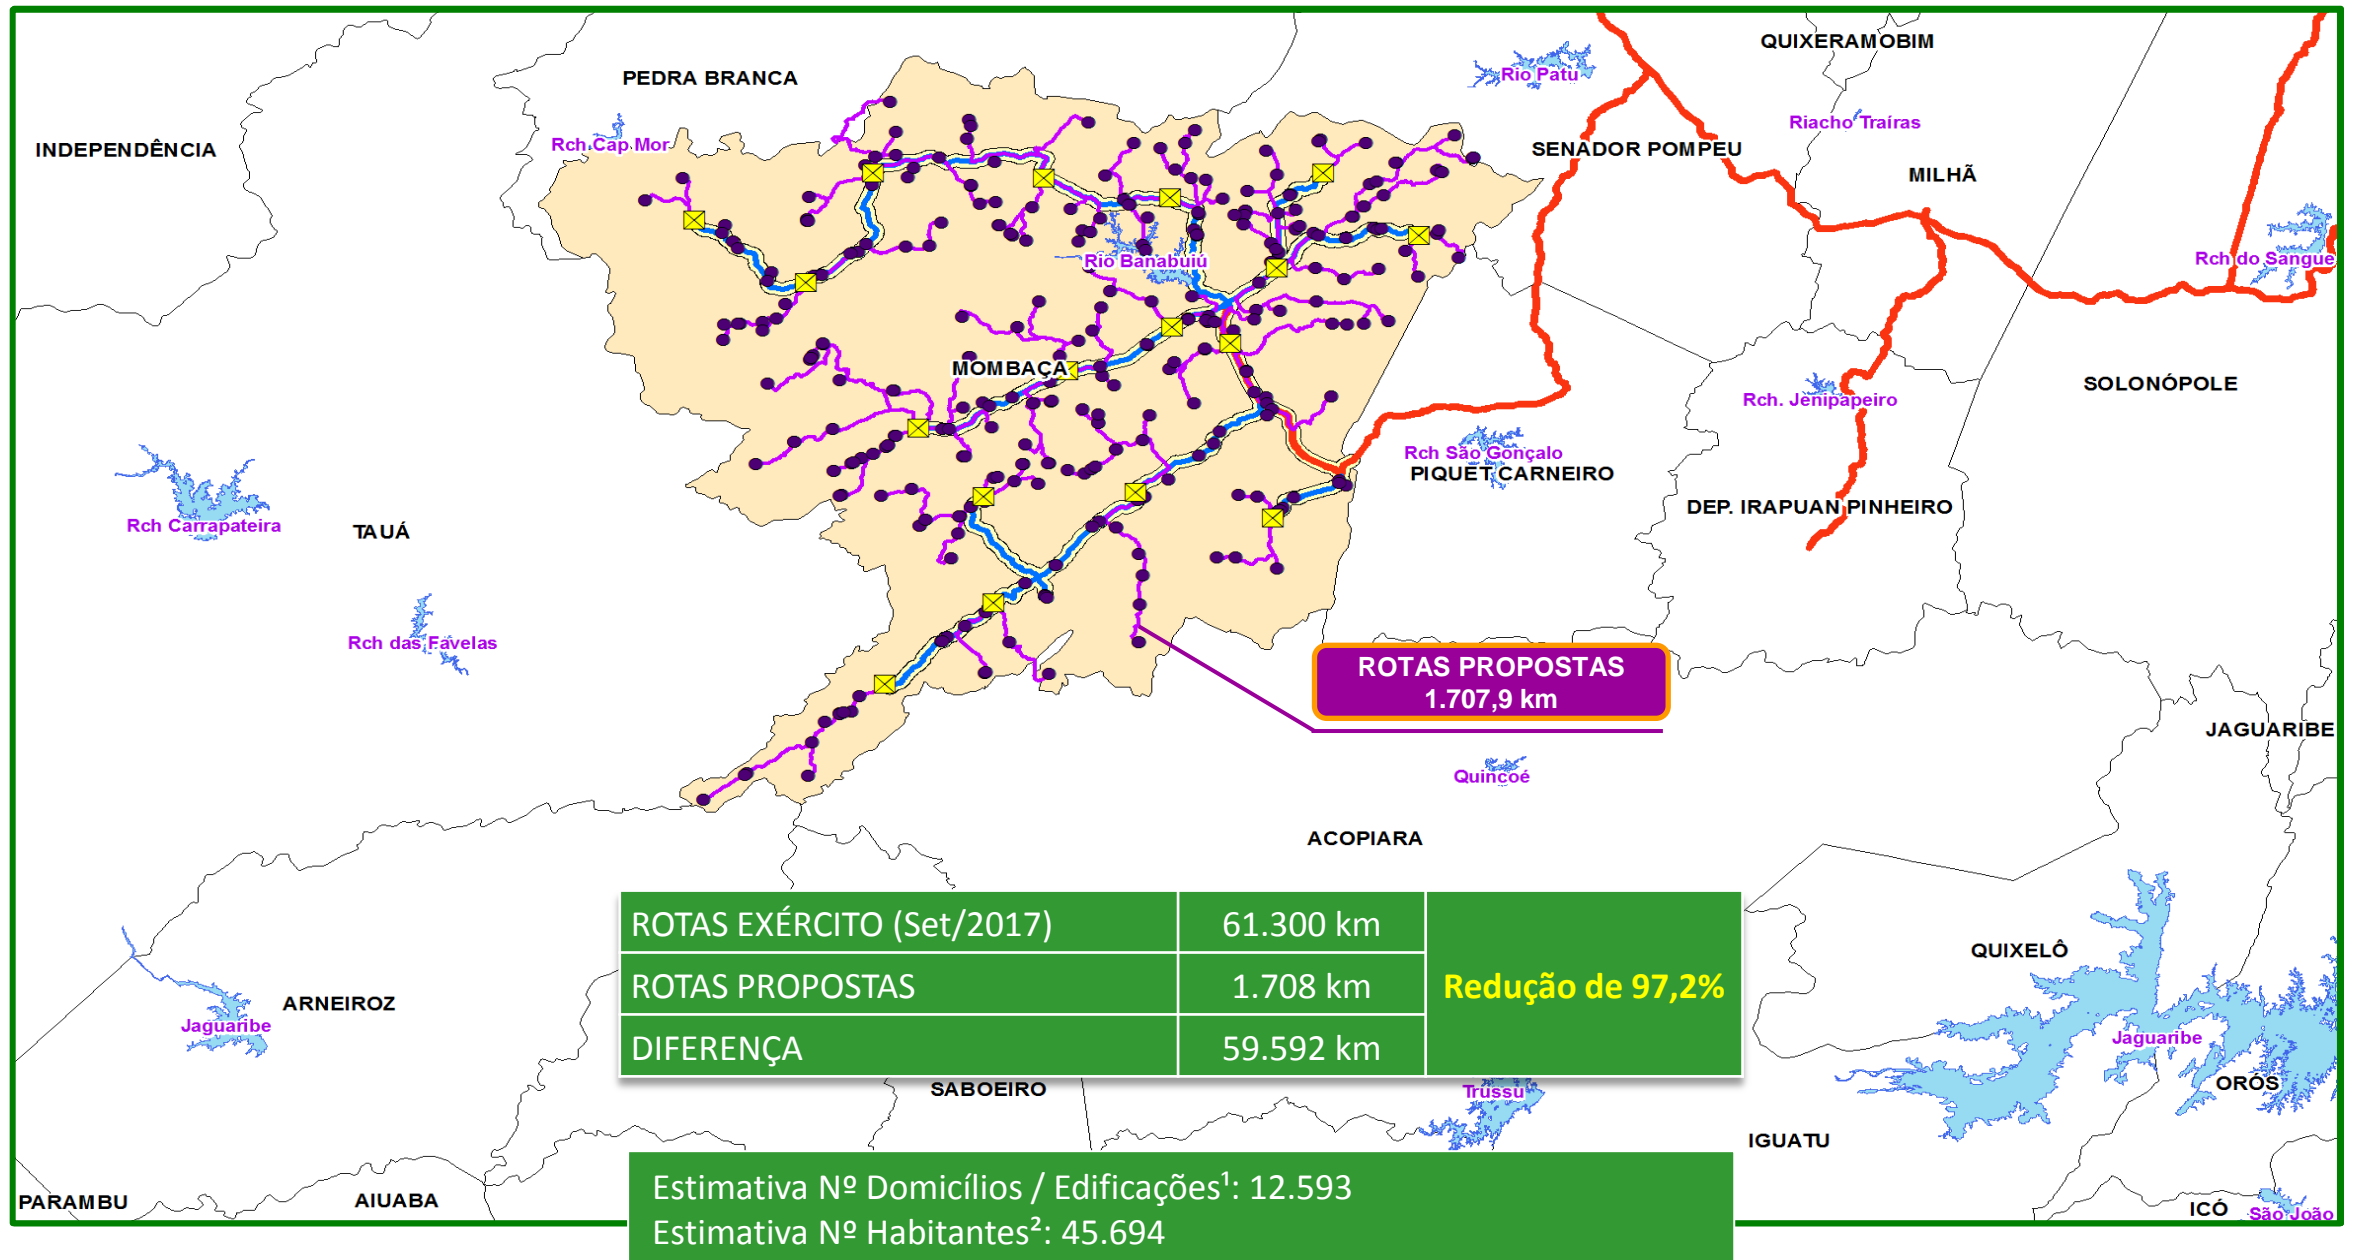 QUIXERAMOBIM
PEDRA BRANCA
Rio Patu
Riacho Traíras
Rch Cap Mor
INDEPENDÊNCIA
SENADOR POMPEU
MILHÃ
Rio Banabuiú
Rch do Sangue
MOMBAÇA
SOLONÓPOLE
Rch. Jenipapeiro
Rch São Gonçalo
PIQUET CARNEIRO
DEP. IRAPUAN PINHEIRO
Rch Carrapateira
TAUÁ
Rch das Favelas
ROTAS PROPOSTAS
1.707,9 km
JAGUARIBE
Quincoé
ACOPIARA
ROTAS EXÉRCITO (Set/2017) 61.300 km
ROTAS PROPOSTAS 1.708 km
Redução de 97,2%
DIFERENÇA 59.592 km
QUIXELÔ
ARNEIROZ
Jaguaribe
Jaguaribe
ORÓS
SABOEIRO
Trussu
IGUATU
Estimativa Nº Domicílios / Edificações¹: 12.593
Estimativa Nº Habitantes²: 45.694
PARAMBU
AIUABA
ICÓ
São João